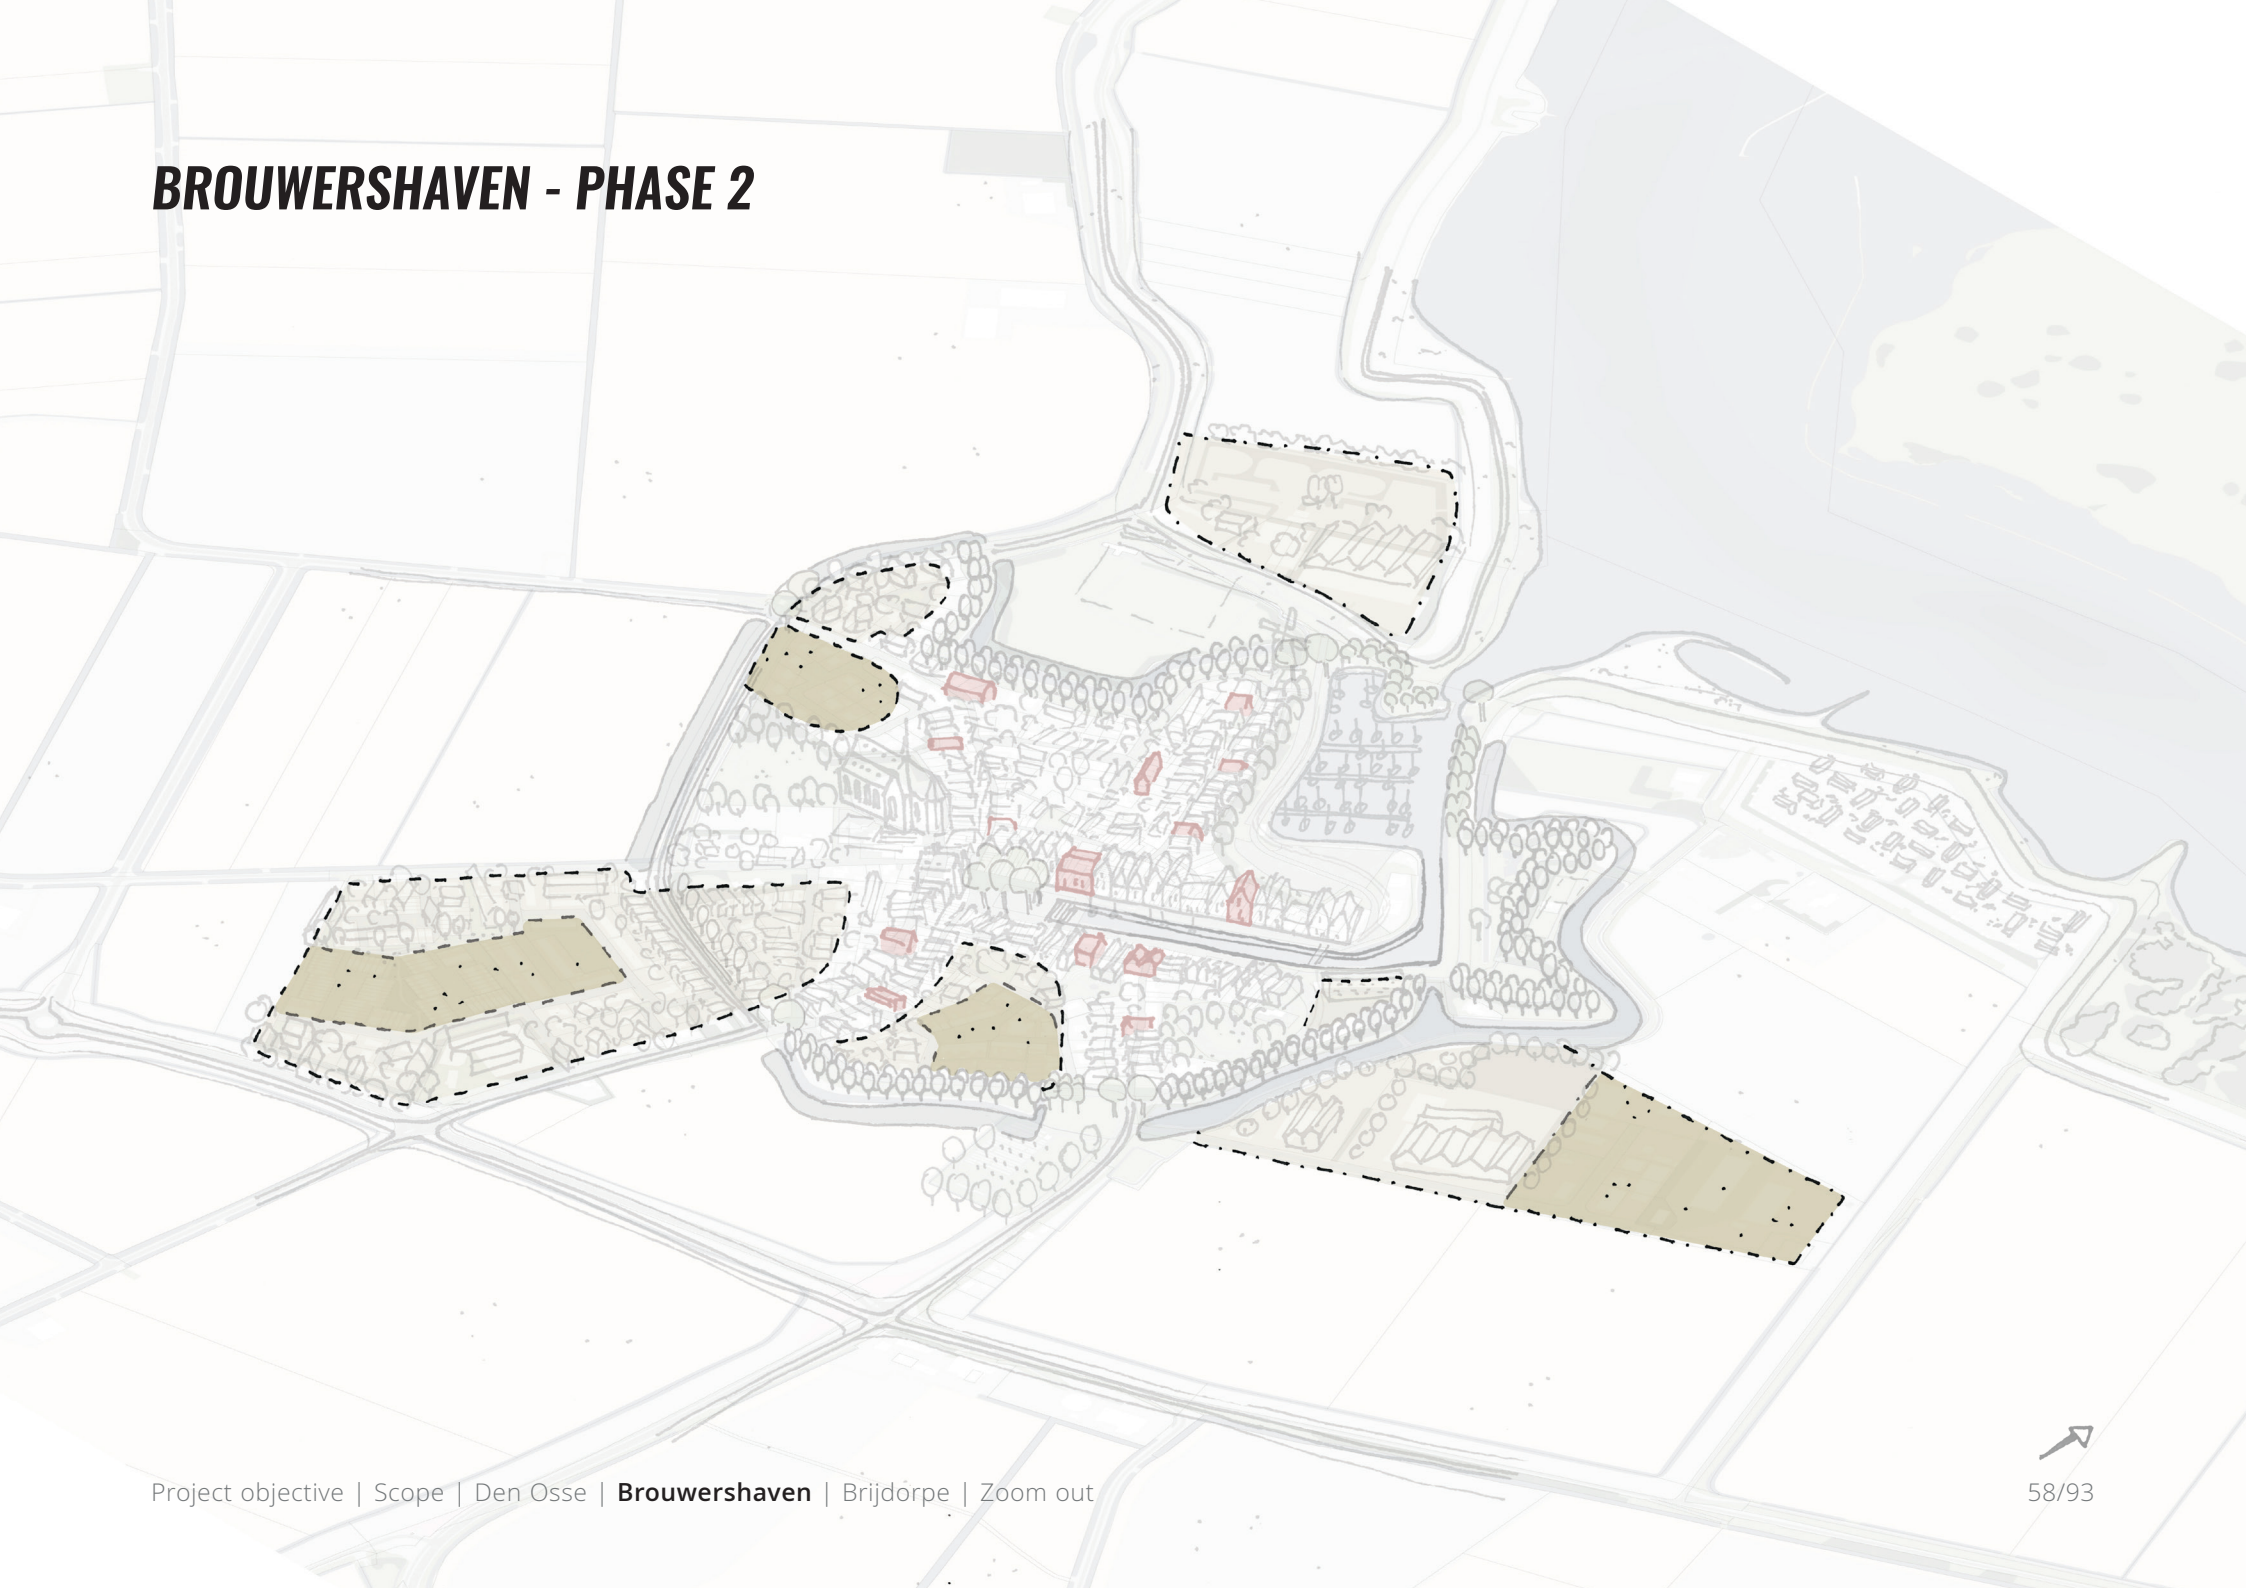 BROUWERSHAVEN - PHASE 2
Project objective | Scope | Den Osse | Brouwershaven | Brijdorpe | Zoom out
58/93